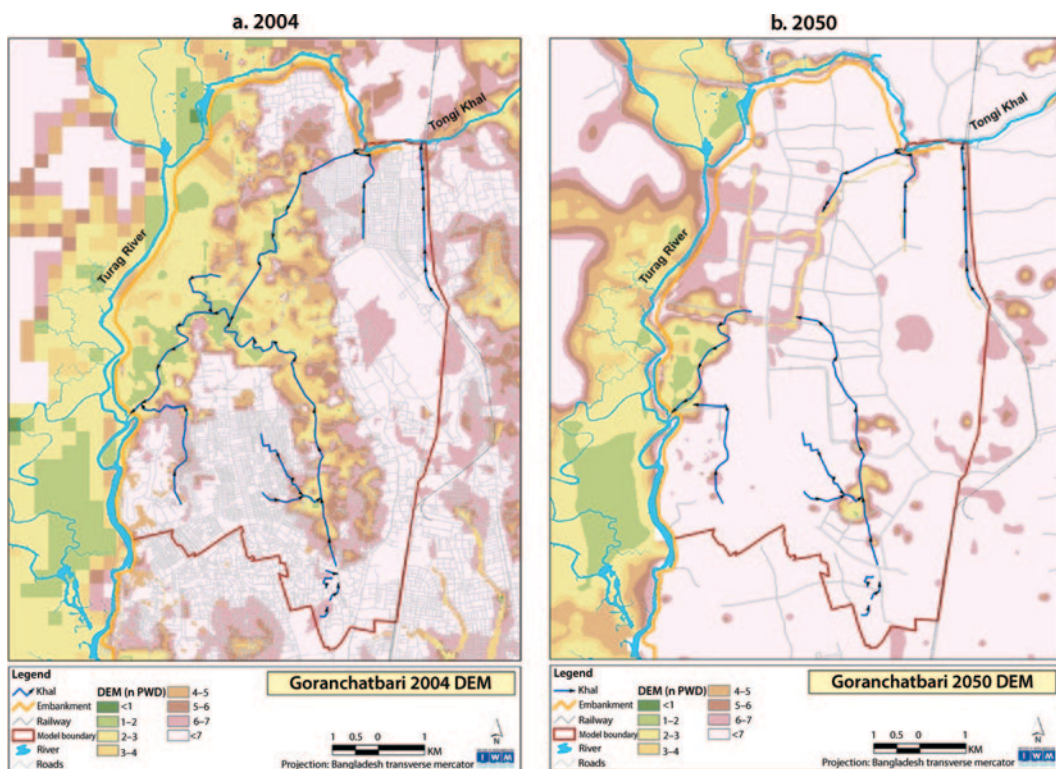 a. 2004
b. 2050
Tongi Khal
Turag River
Tongi Khal
Turag River
Legend
Khal
Embankment
Railway
Model boundary
River
Roads
DEM (n PWD)
<1
1–2
2–3
3–4
4–5
5–6
6–7
<7
Goranchatbari 2004 DEM
N
1 0.5 0 1
KM
Projection: Bangladesh transverse mercator
IWM
Legend
Khal
Embankment
Railway
Model boundary
River
Roads
DEM (n PWD)
<1
1–2
2–3
3–4
4–5
5–6
6–7
<7
Goranchatbari 2050 DEM
N
1 0.5 0 1
KM
Projection: Bangladesh transverse mercator
IWM